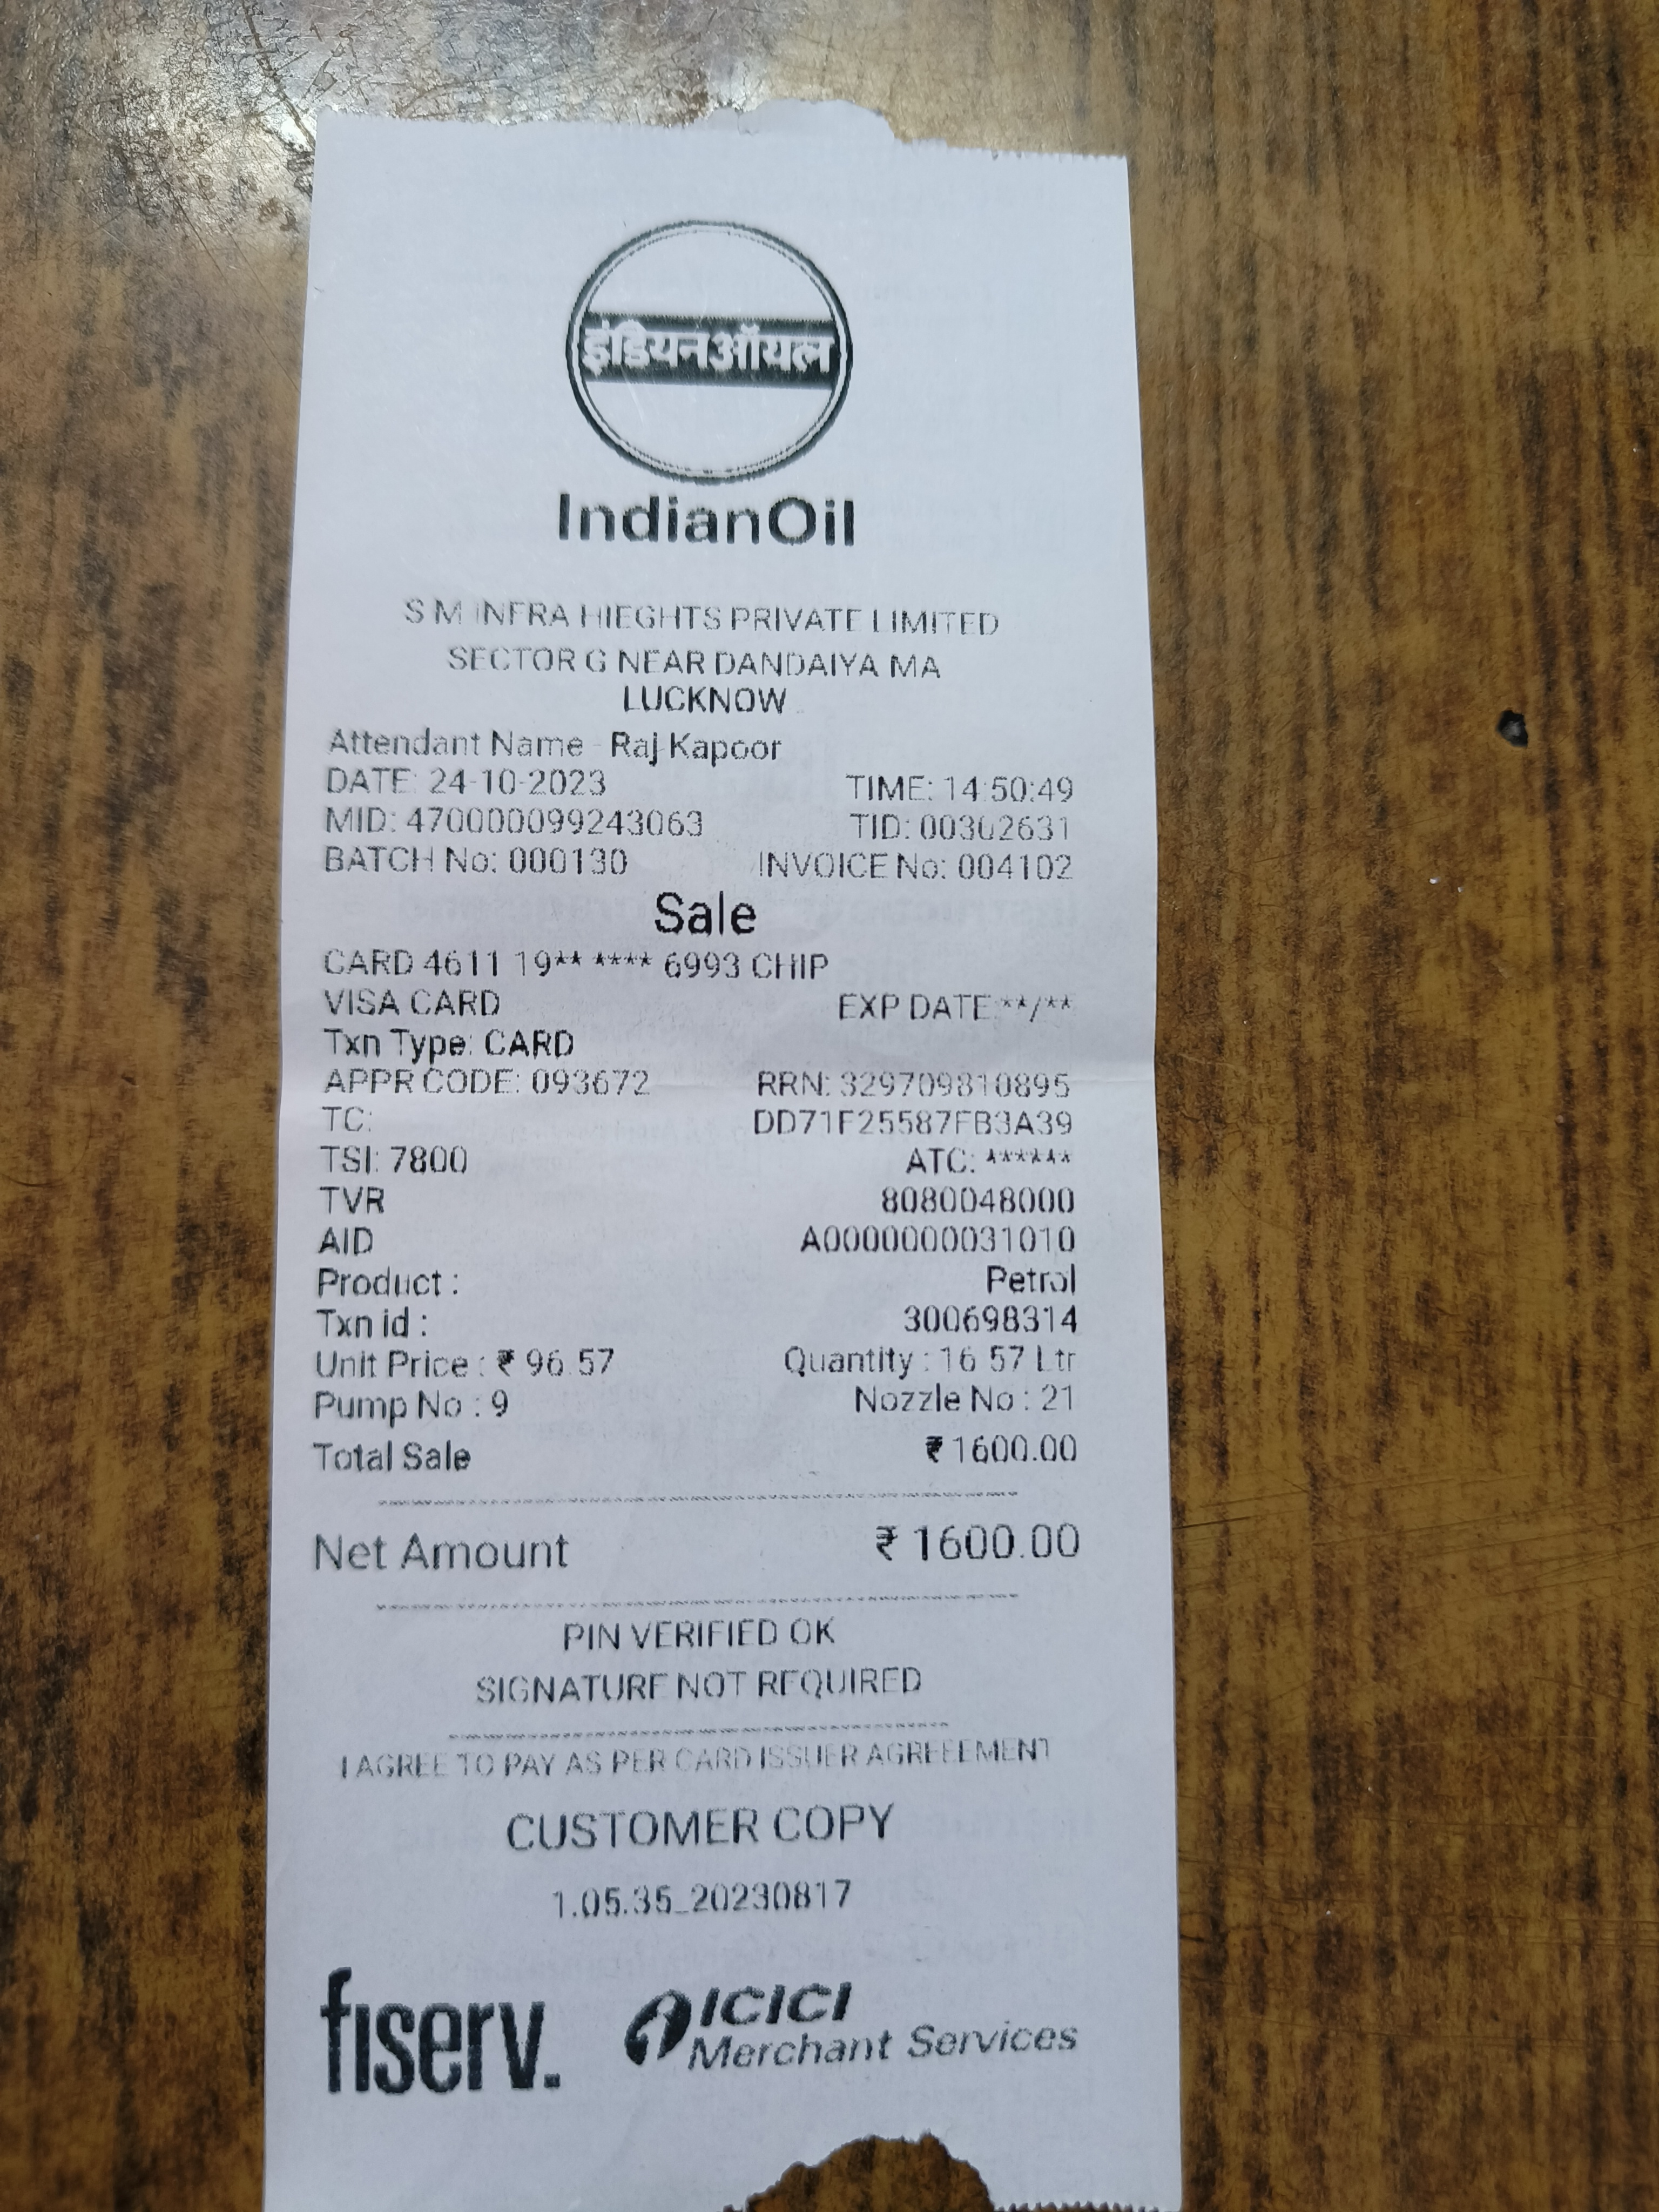 इंडियनऑयल
IndianOil
S M INFRA HIEGHTS PRIVATE LIMITED
SECTOR G NEAR DANDAIYA MA
LUCKNOW
Attendant Name - Raj Kapoor
DATE: 24-10-2023 TIME: 14:50:49
MID: 470000099243063 TID: 00362631
BATCH No: 000130 INVOICE No: 004102
Sale
CARD 4611 19** **** 6993 CHIP
VISA CARD EXP DATE:**/**
Txn Type: CARD
APPR CODE: 093672 RRN: 329709810895
TC: DD71F25587FB3A39
TSI: 7800 ATC: ******
TVR 8080048000
AID A0000000031010
Product : Petrol
Txn id : 300698314
Unit Price : ₹ 96.57 Quantity : 16.57 Ltr
Pump No : 9 Nozzle No : 21
Total Sale ₹ 1600.00
Net Amount ₹ 1600.00
PIN VERIFIED OK
SIGNATURE NOT REQUIRED
I AGREE TO PAY AS PER CARD ISSUER AGREEEMENT
CUSTOMER COPY
1.05.35_20230817
fiserv. ICICI
Merchant Services